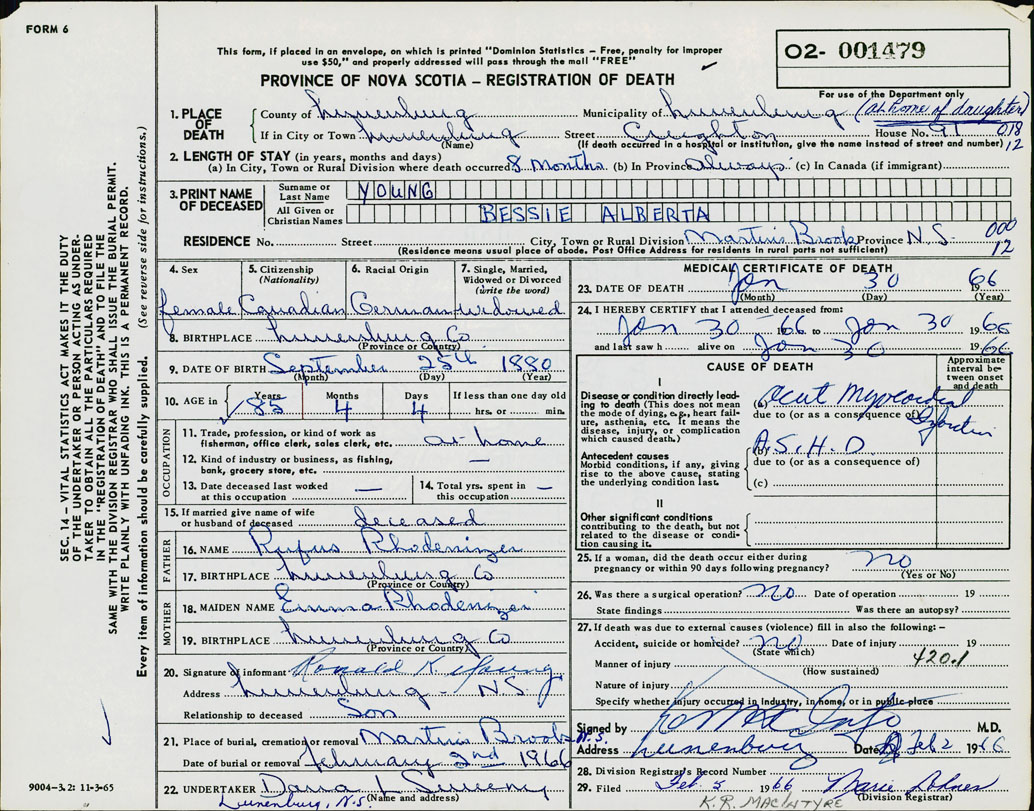 FORM 6
This form, if placed in an envelope, on which is printed "Dominion Statistics – Free, penalty for improper
use $50," and properly addressed will pass through the mail "FREE"
PROVINCE OF NOVA SCOTIA – REGISTRATION OF DEATH
O2- 001479
For use of the Department only
1. PLACE OF DEATH
County of Lunenburg Municipality of Lunenburg (at home of daughter)
If in City or Town Lunenburg Street Creighton House No. 91 018
(Name) (If death occurred in a hospital or institution, give the name instead of street and number) 12
2. LENGTH OF STAY (in years, months and days)
(a) In City, Town or Rural Division where death occurred 8 Months (b) In Province Always (c) In Canada (if immigrant)
3. PRINT NAME OF DECEASED
Surname or Last Name YOUNG
All Given or Christian Names BESSIE ALBERTA
RESIDENCE No. Street City, Town or Rural Division Martins Brook Province N.S. 000
(Residence means usual place of abode. Post Office Address for residents in rural parts not sufficient) 12
4. Sex female
5. Citizenship (Nationality) Canadian
6. Racial Origin German
7. Single, Married, Widowed or Divorced (write the word) widowed
8. BIRTHPLACE Lunenburg Co
(Province or Country)
9. DATE OF BIRTH September 25th 1880
(Month) (Day) (Year)
10. AGE in Years 85 Months 4 Days 4 If less than one day old
hrs. or min.
OCCUPATION
11. Trade, profession, or kind of work as fisherman, office clerk, sales clerk, etc. at home
12. Kind of industry or business, as fishing, bank, grocery store, etc. —
13. Date deceased last worked at this occupation —
14. Total yrs. spent in this occupation —
15. If married give name of wife or husband of deceased deceased
FATHER
16. NAME Rufus Rhodenizer
17. BIRTHPLACE Lunenburg Co
(Province or Country)
MOTHER
18. MAIDEN NAME Emma Rhodenizer
19. BIRTHPLACE Lunenburg Co
(Province or Country)
20. Signature of informant Ronald K. Young
Address Lunenburg - N.S.
Relationship to deceased Son
21. Place of burial, cremation or removal Martins Brook N.S.
Date of burial or removal february 2nd 1966
22. UNDERTAKER Dana L Sweeny
Lunenburg, N.S. (Name and address)
MEDICAL CERTIFICATE OF DEATH
23. DATE OF DEATH Jan 30 1966
(Month) (Day) (Year)
24. I HEREBY CERTIFY that I attended deceased from:
Jan 30 '66 to Jan 30 1966
and last saw h alive on Jan 30 1966
CAUSE OF DEATH
Approximate interval between onset and death
I
Disease or condition directly leading to death (This does not mean the mode of dying, e.g., heart failure, asthenia, etc. It means the disease, injury, or complication which caused death.)
(a) Acut Myocardial Infarction
due to (or as a consequence of)
Antecedent causes
Morbid conditions, if any, giving rise to the above cause, stating the underlying condition last.
(b) A.S.H.D.
due to (or as a consequence of)
(c)
II
Other significant conditions
contributing to the death, but not related to the disease or condition causing it.
25. If a woman, did the death occur either during pregnancy or within 90 days following pregnancy? no
(Yes or No)
26. Was there a surgical operation? no Date of operation 19
State findings Was there an autopsy?
27. If death was due to external causes (violence) fill in also the following: –
Accident, suicide or homicide? no Date of injury 19
(State which)
Manner of injury 420.1
(How sustained)
Nature of injury
Specify whether injury occurred in industry, in home, or in public place
Signed by M.D.
Address Lunenburg Date Feb 2 1966
28. Division Registrar's Record Number
29. Filed Feb 5 1966 Marie
Division Registrar
K.R. MACINTYRE
SEC. 14 – VITAL STATISTICS ACT MAKES IT THE DUTY
OF THE UNDERTAKER OR PERSON ACTING AS UNDER-
TAKER TO OBTAIN ALL THE PARTICULARS REQUIRED
IN THE "REGISTRATION OF DEATH" AND TO FILE THE
SAME WITH THE DIVISION REGISTRAR WHO SHALL ISSUE THE BURIAL PERMIT.
WRITE PLAINLY WITH UNFADING INK. THIS IS A PERMANENT RECORD.
Every item of information should be carefully supplied. (See reverse side for instructions.)
9004-3.2: 11-3-65